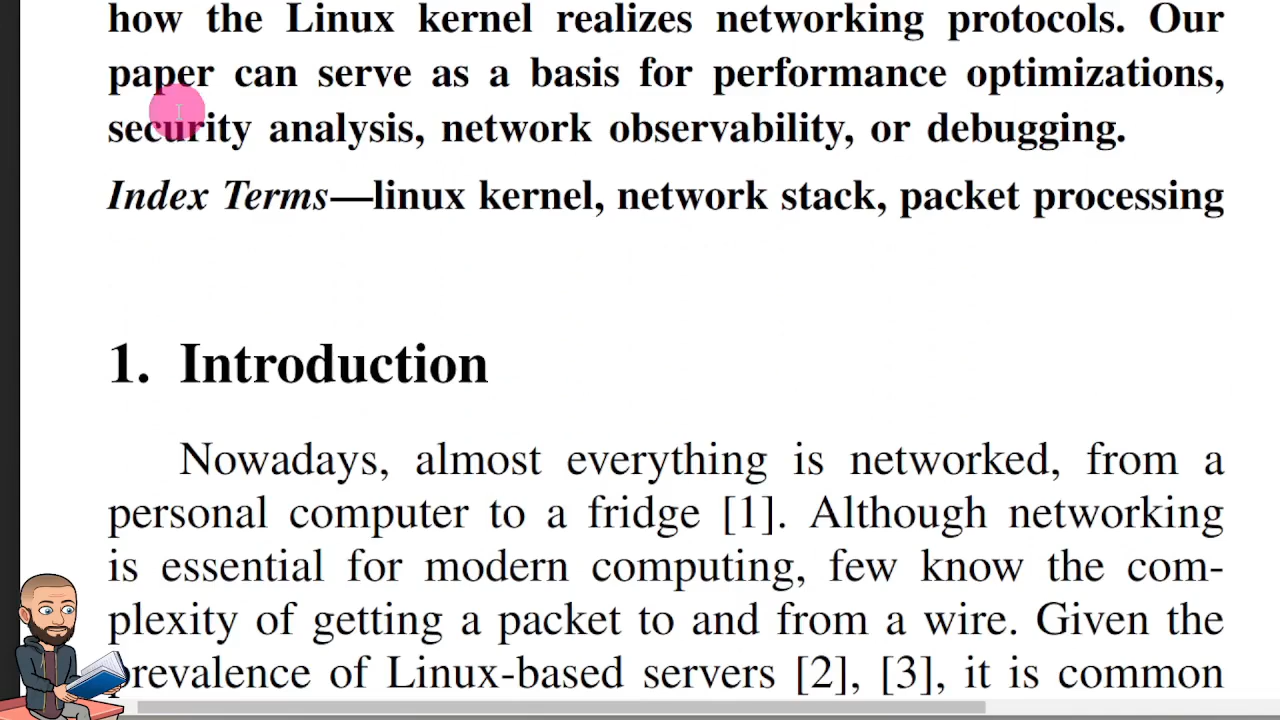 how the Linux kernel realizes networking protocols. Our
paper can serve as a basis for performance optimizations,
security analysis, network observability, or debugging.
Index Terms—linux kernel, network stack, packet processing
1. Introduction
Nowadays, almost everything is networked, from a
personal computer to a fridge [1]. Although networking
is essential for modern computing, few know the com-
plexity of getting a packet to and from a wire. Given the
prevalence of Linux-based servers [2], [3], it is common